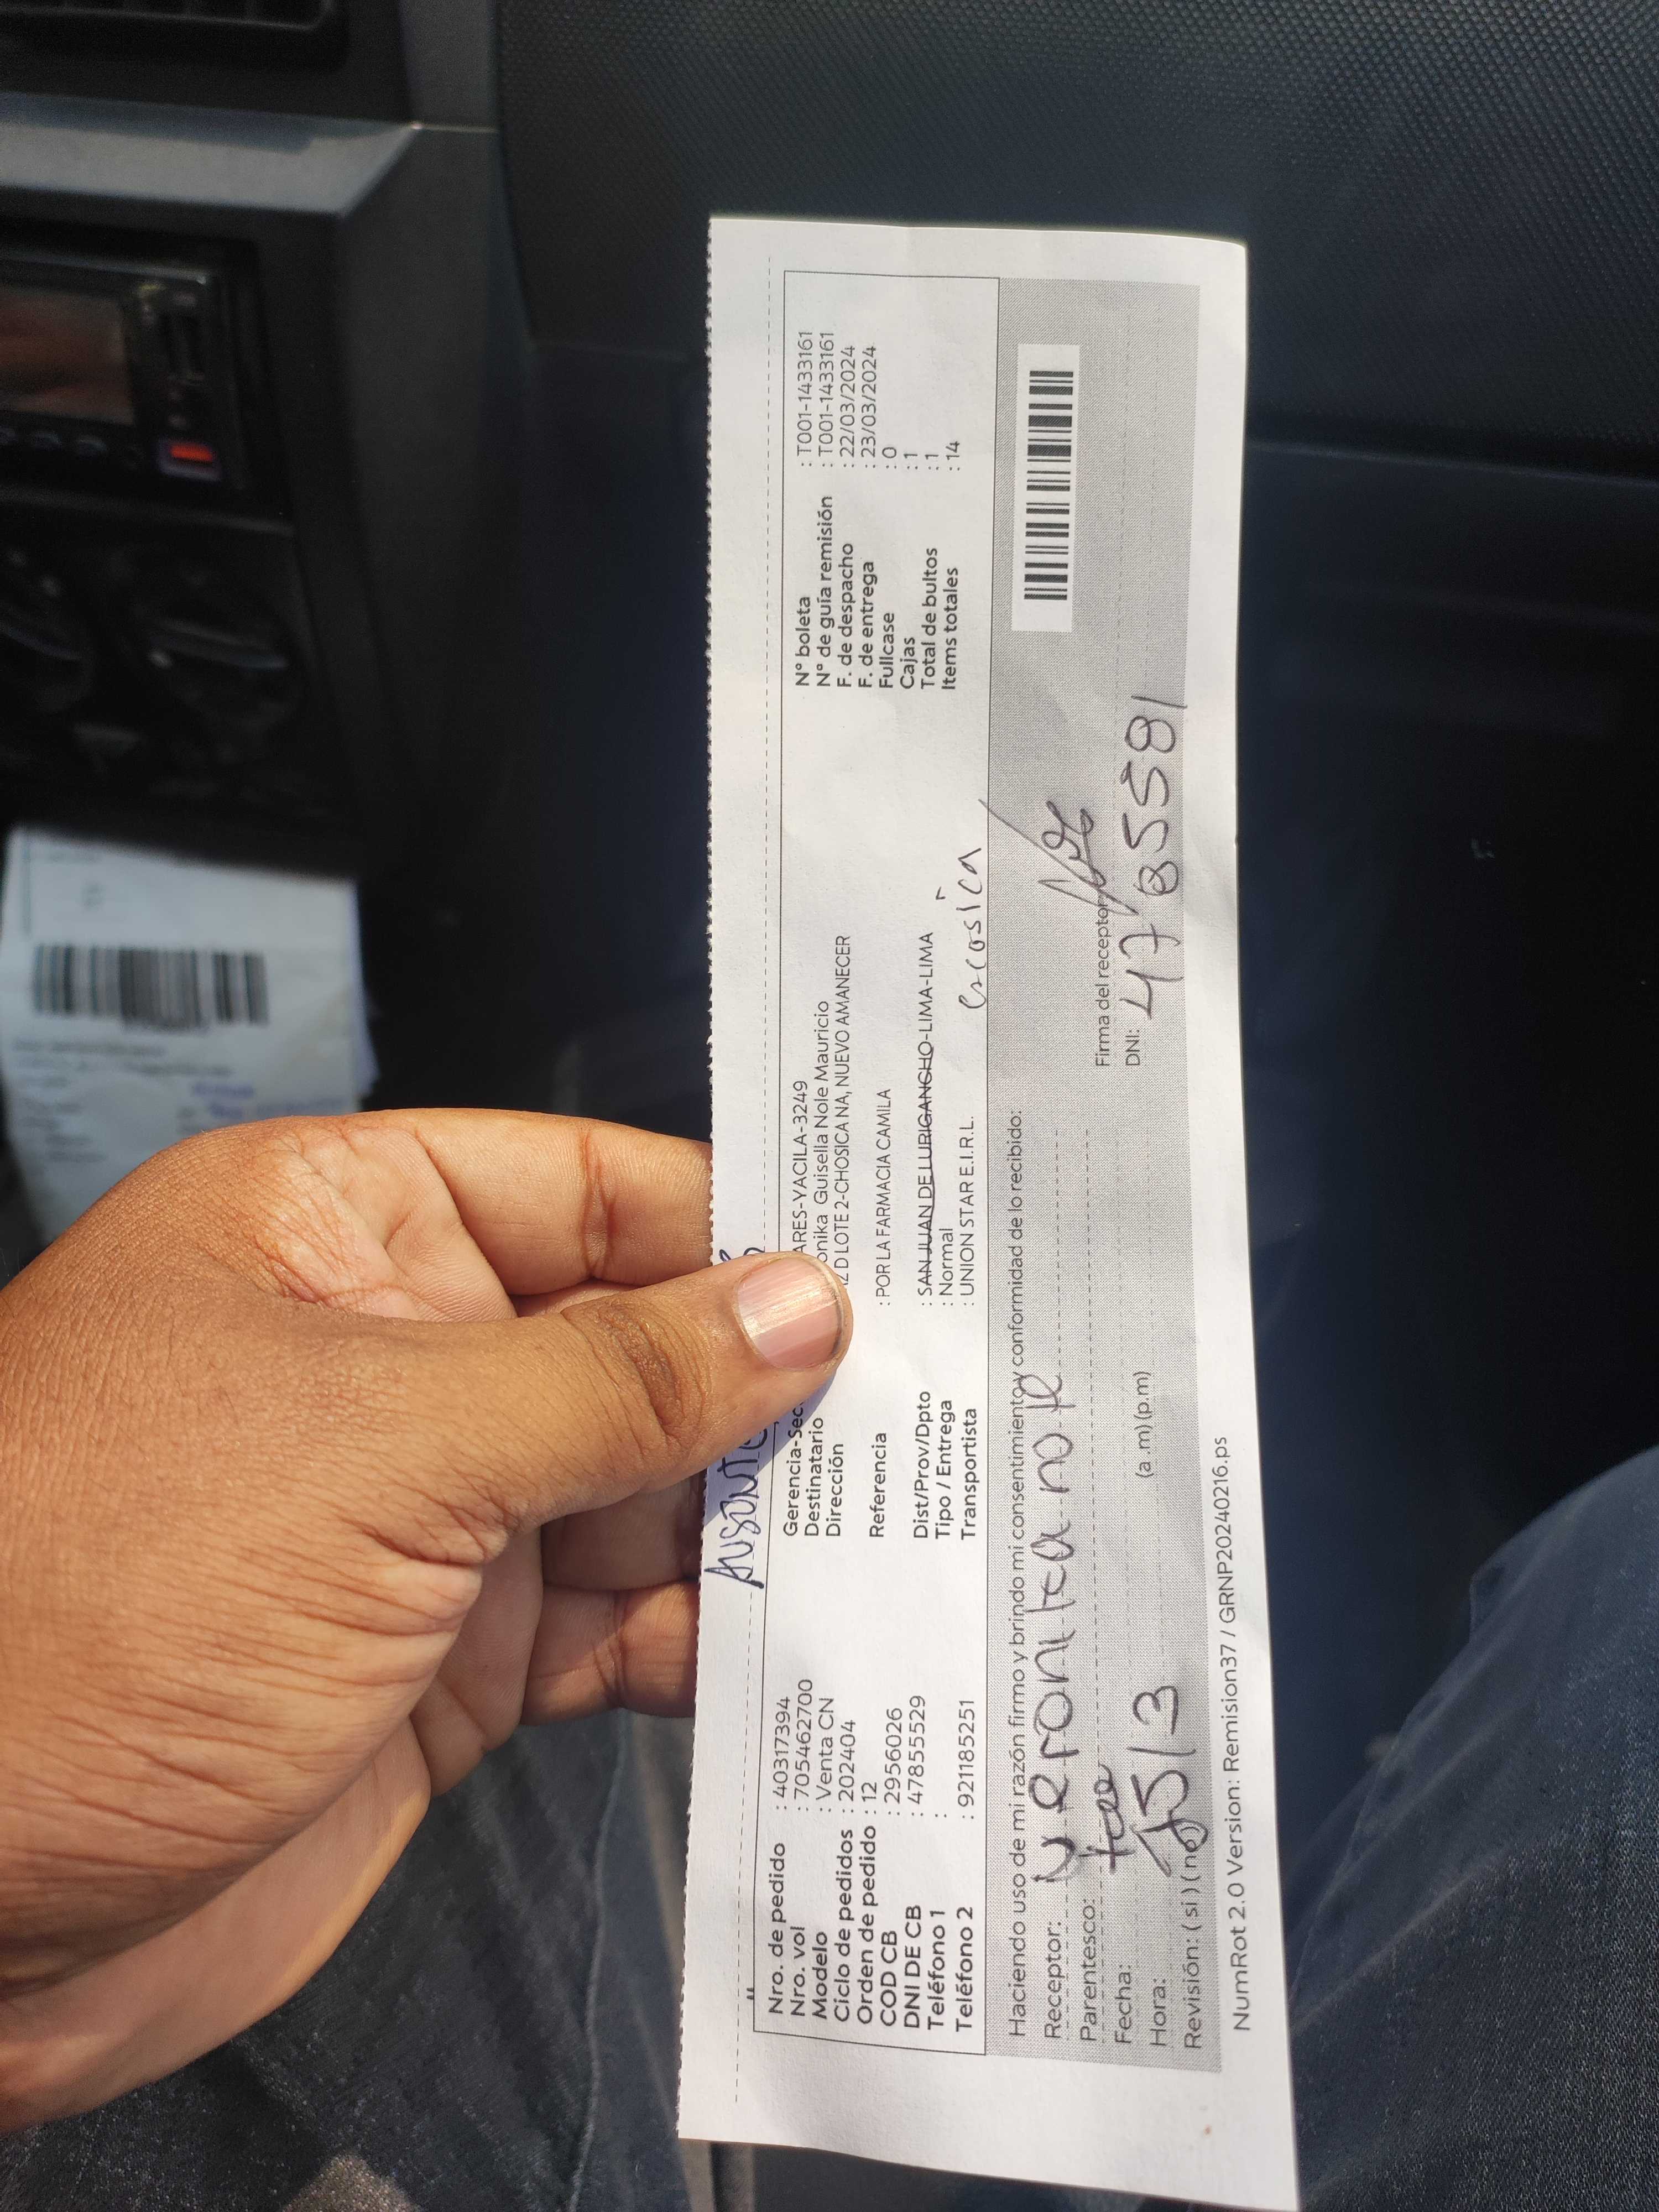 Nro. de pedido : 40317394
Nro. vol : 705462700
Modelo : Venta CN
Ciclo de pedidos : 202404
Orden de pedido : 12
COD CB : 2956026
DNI DE CB : 47855529
Teléfono 1 :
Teléfono 2 : 921185251
Gerencia-Sec. ARES-YACILA-3249
Destinatario onika Guisella Nole Mauricio
Dirección D LOTE 2-CHOSICA NA, NUEVO AMANECER
Referencia : POR LA FARMACIA CAMILA
Dist/Prov/Dpto : SAN JUAN DE LURIGANCHO-LIMA-LIMA
Tipo / Entrega : Normal
Transportista : UNION STAR E.I.R.L.
N° boleta : T001-1433161
N° de guía remisión : T001-1433161
F. de despacho : 22/03/2024
F. de entrega : 23/03/2024
Fullcase : 0
Cajas : 1
Total de bultos : 1
Items totales : 14
Haciendo uso de mi razón firmo y brindo mi consentimiento y conformidad de lo recibido:
Receptor:
Parentesco:
Fecha:
Hora: (a .m) (p.m)
Revisión: ( si ) ( no )
Firma del receptor
DNI:
NumRot 2.0 Version: Remision37 / GRNP20240216.ps